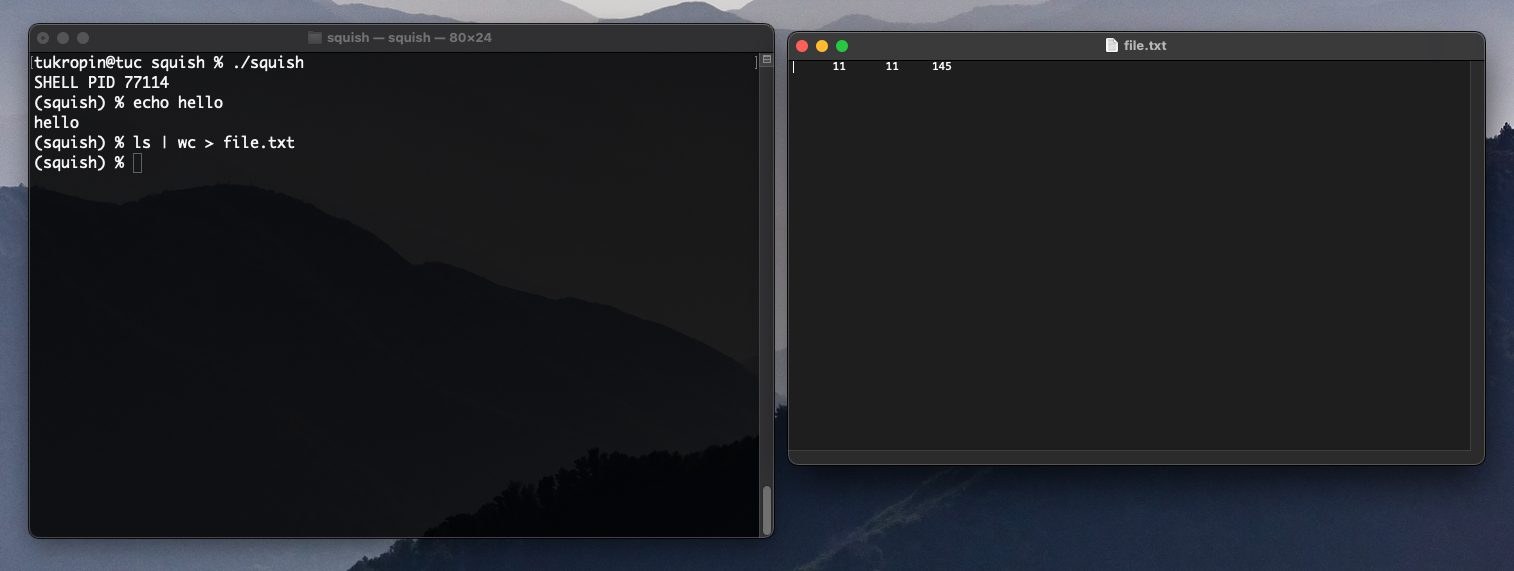 squish — squish — 80×24
[tukropin@tuc squish % ./squish ]
SHELL PID 77114
(squish) % echo hello
hello
(squish) % ls | wc > file.txt
(squish) %
file.txt
11 11 145